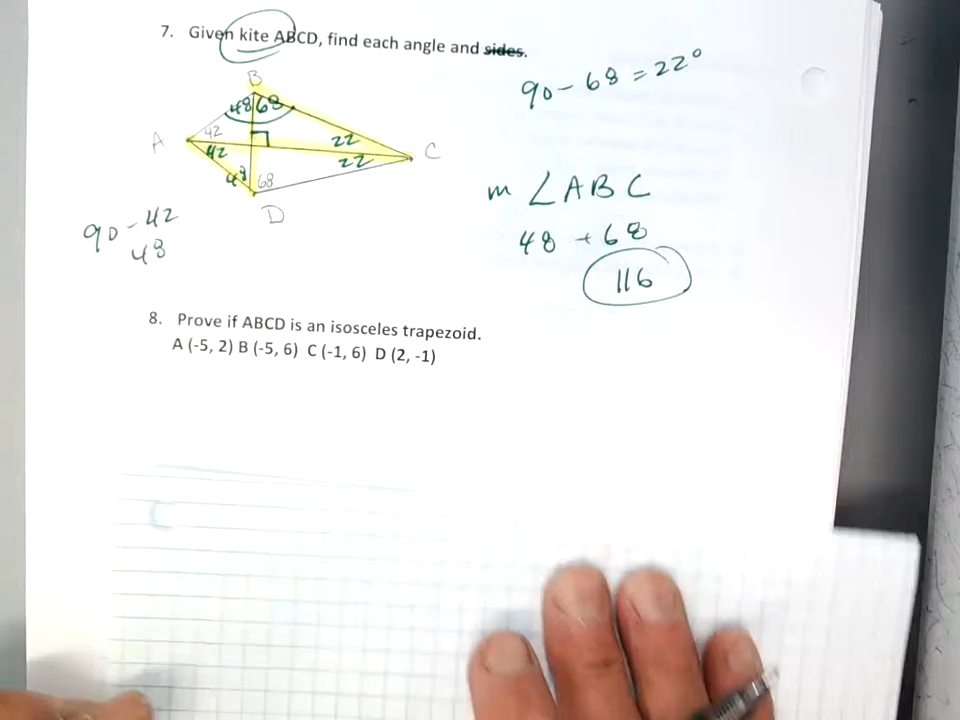 7. Given kite ABCD, find each angle and sides.
90 - 68 = 22°
B
48 68
A 42 22 C
42 22
48 68
D
m ∠ABC
48 + 68
116
90 - 42
48
8. Prove if ABCD is an isosceles trapezoid.
A (-5, 2) B (-5, 6) C (-1, 6) D (2, -1)